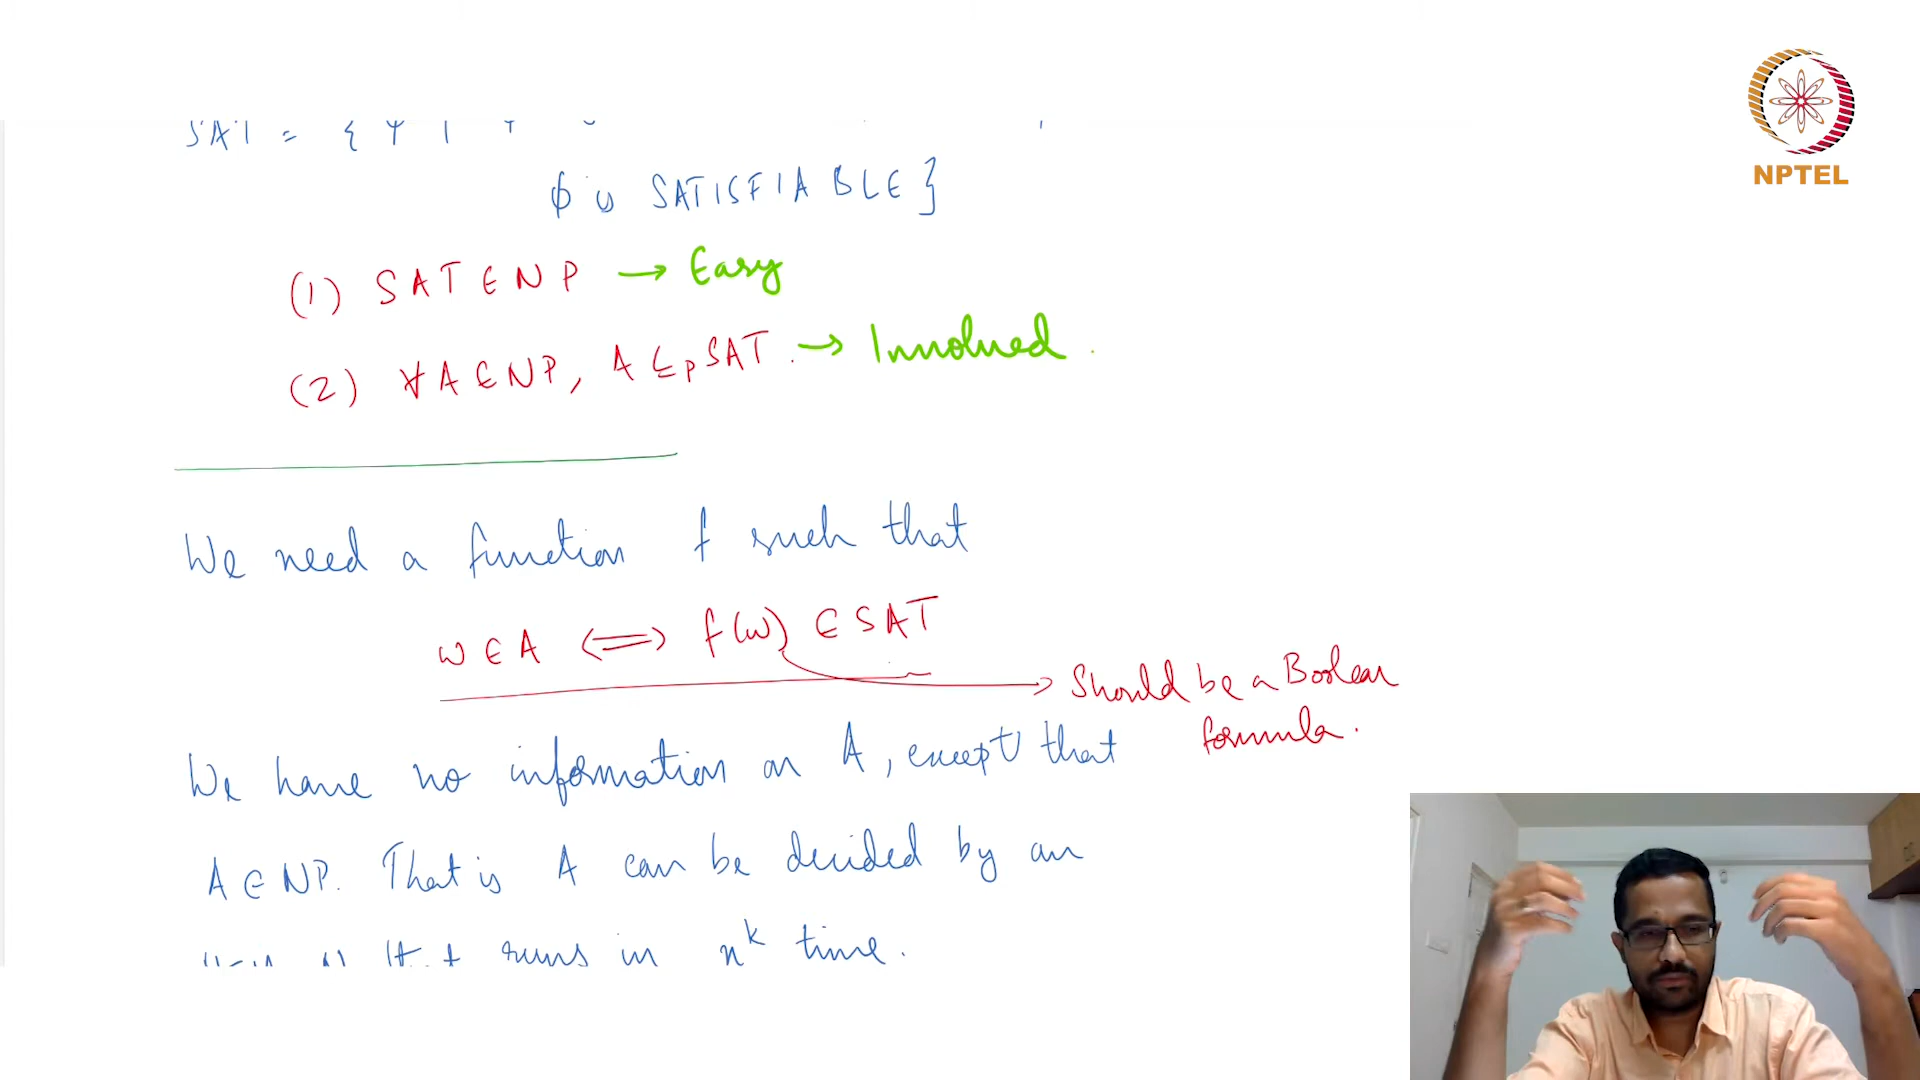 SAT = {
NPTEL
ϕ is SATISFIABLE}
(1) SAT ∈ NP → Easy
(2) ∀A ∈ NP, A ≤p SAT. → Involved.
We need a function f such that
w ∈ A ⟺ f(w) ∈ SAT
Should be a Boolean
formula.
We have no information on A, except that
A ∈ NP. That is A can be decided by an
runs in n^k time.